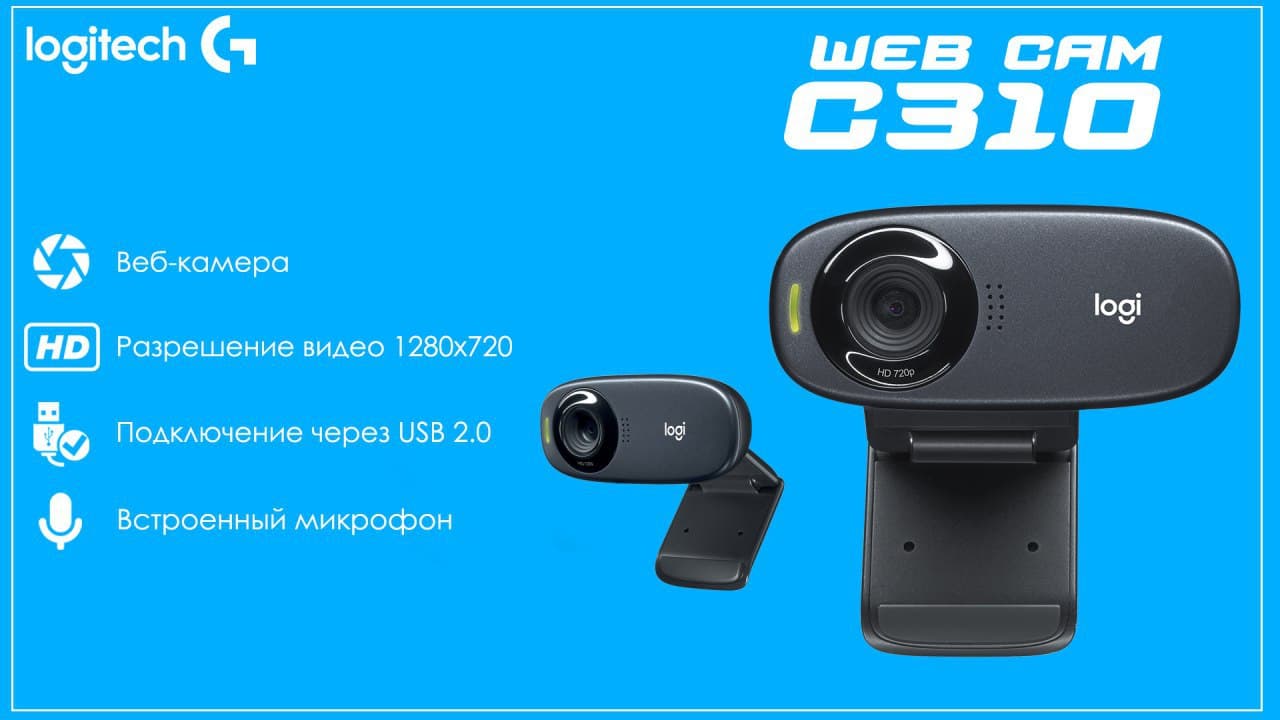 logitech G
WEB CAM
C310
Веб-камера
HD Разрешение видео 1280x720
Подключение через USB 2.0
Встроенный микрофон
logi
HD 720p
logi